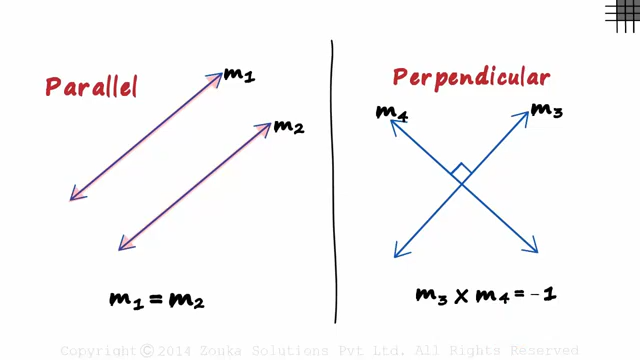 Parallel
m₁
m₂
m₁ = m₂
Perpendicular
m₄
m₃
m₃ x m₄ = -1
Copyright© 2014 Zouka Solutions Pvt Ltd. All Rights Reserved